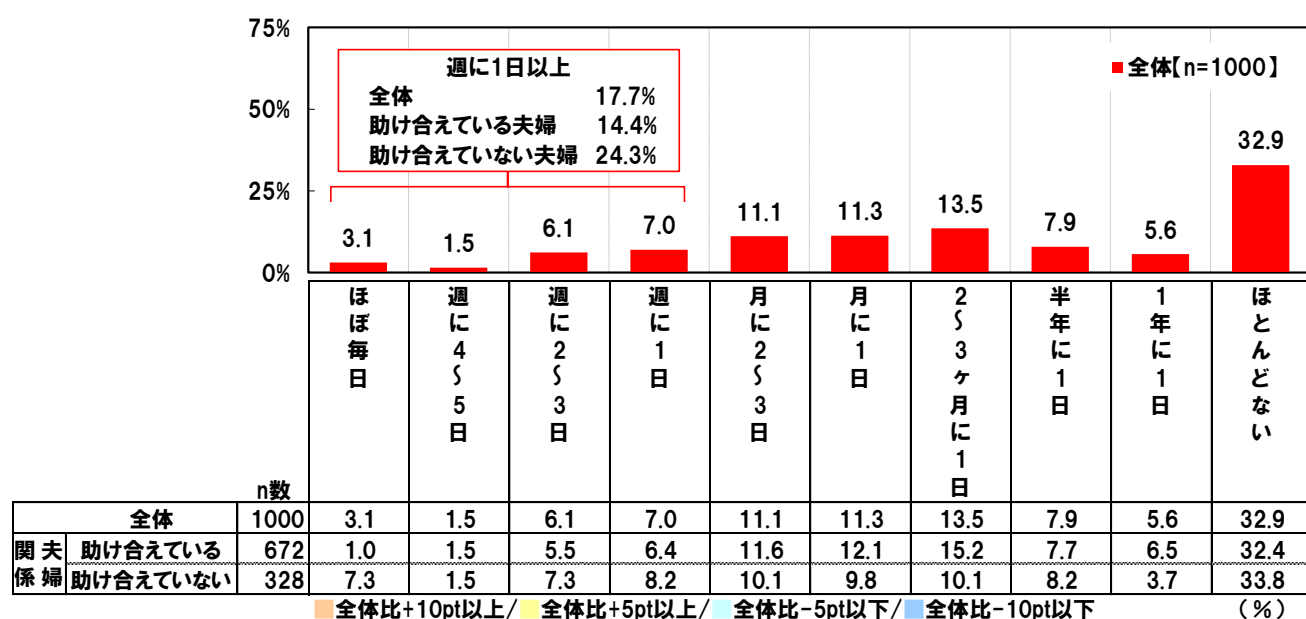 75%
50%
25%
0%
週に1日以上
全体 17.7%
助け合えている夫婦 14.4%
助け合えていない夫婦 24.3%
■全体【n=1000】
3.1 1.5 6.1 7.0 11.1 11.3 13.5 7.9 5.6 32.9
ほぼ毎日
週に4~5日
週に2~3日
週に1日
月に2~3日
月に1日
2~3ヶ月に1日
半年に1日
1年に1日
ほとんどない
n数
全体 1000 3.1 1.5 6.1 7.0 11.1 11.3 13.5 7.9 5.6 32.9
夫婦関係
助け合えている 672 1.0 1.5 5.5 6.4 11.6 12.1 15.2 7.7 6.5 32.4
助け合えていない 328 7.3 1.5 7.3 8.2 10.1 9.8 10.1 8.2 3.7 33.8
■全体比+10pt以上/ ■全体比+5pt以上/ ■全体比-5pt以下/ ■全体比-10pt以下 (%)